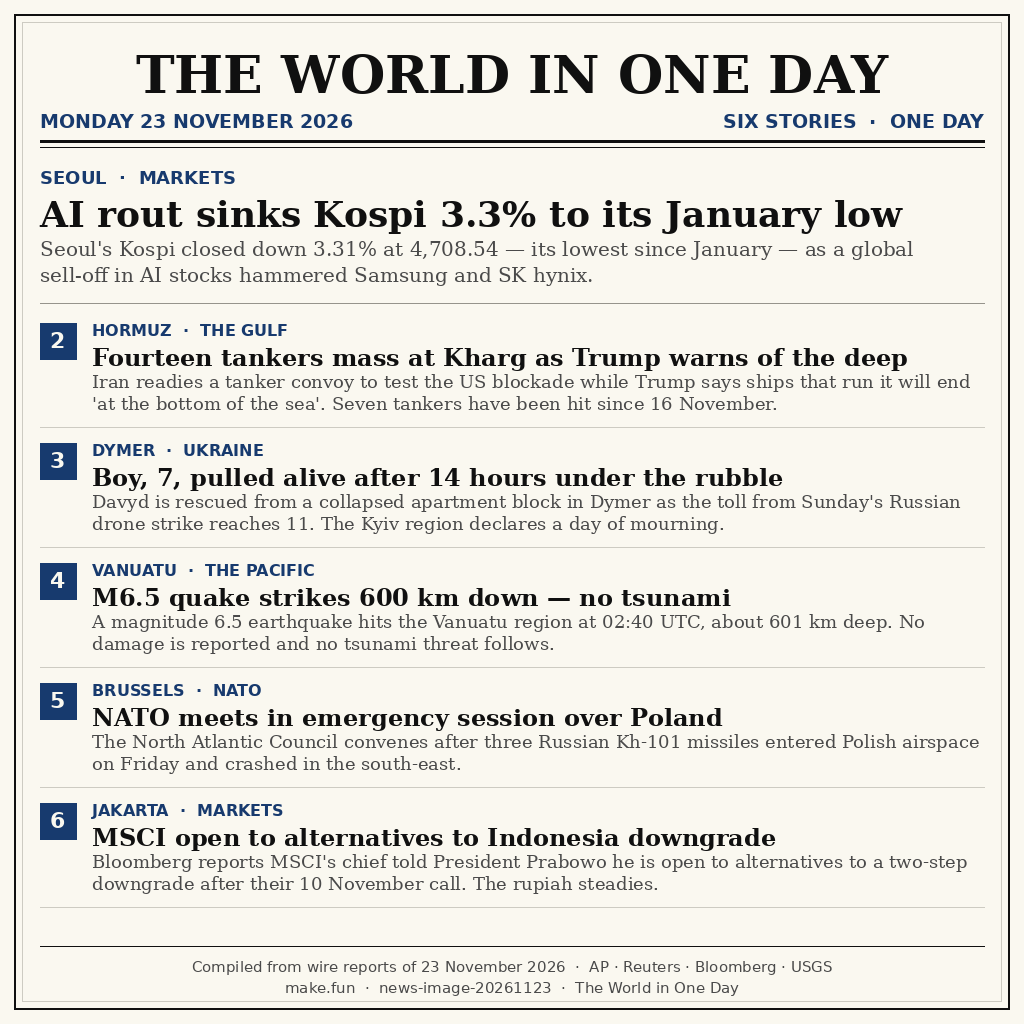 THE WORLD IN ONE DAY
MONDAY 23 NOVEMBER 2026
SIX STORIES · ONE DAY
SEOUL · MARKETS
AI rout sinks Kospi 3.3% to its January low
Seoul's Kospi closed down 3.31% at 4,708.54 — its lowest since January — as a global
sell-off in AI stocks hammered Samsung and SK hynix.
2
HORMUZ · THE GULF
Fourteen tankers mass at Kharg as Trump warns of the deep
Iran readies a tanker convoy to test the US blockade while Trump says ships that run it will end
'at the bottom of the sea'. Seven tankers have been hit since 16 November.
3
DYMER · UKRAINE
Boy, 7, pulled alive after 14 hours under the rubble
Davyd is rescued from a collapsed apartment block in Dymer as the toll from Sunday's Russian
drone strike reaches 11. The Kyiv region declares a day of mourning.
4
VANUATU · THE PACIFIC
M6.5 quake strikes 600 km down — no tsunami
A magnitude 6.5 earthquake hits the Vanuatu region at 02:40 UTC, about 601 km deep. No
damage is reported and no tsunami threat follows.
5
BRUSSELS · NATO
NATO meets in emergency session over Poland
The North Atlantic Council convenes after three Russian Kh-101 missiles entered Polish airspace
on Friday and crashed in the south-east.
6
JAKARTA · MARKETS
MSCI open to alternatives to Indonesia downgrade
Bloomberg reports MSCI's chief told President Prabowo he is open to alternatives to a two-step
downgrade after their 10 November call. The rupiah steadies.
Compiled from wire reports of 23 November 2026 · AP · Reuters · Bloomberg · USGS
make.fun · news-image-20261123 · The World in One Day